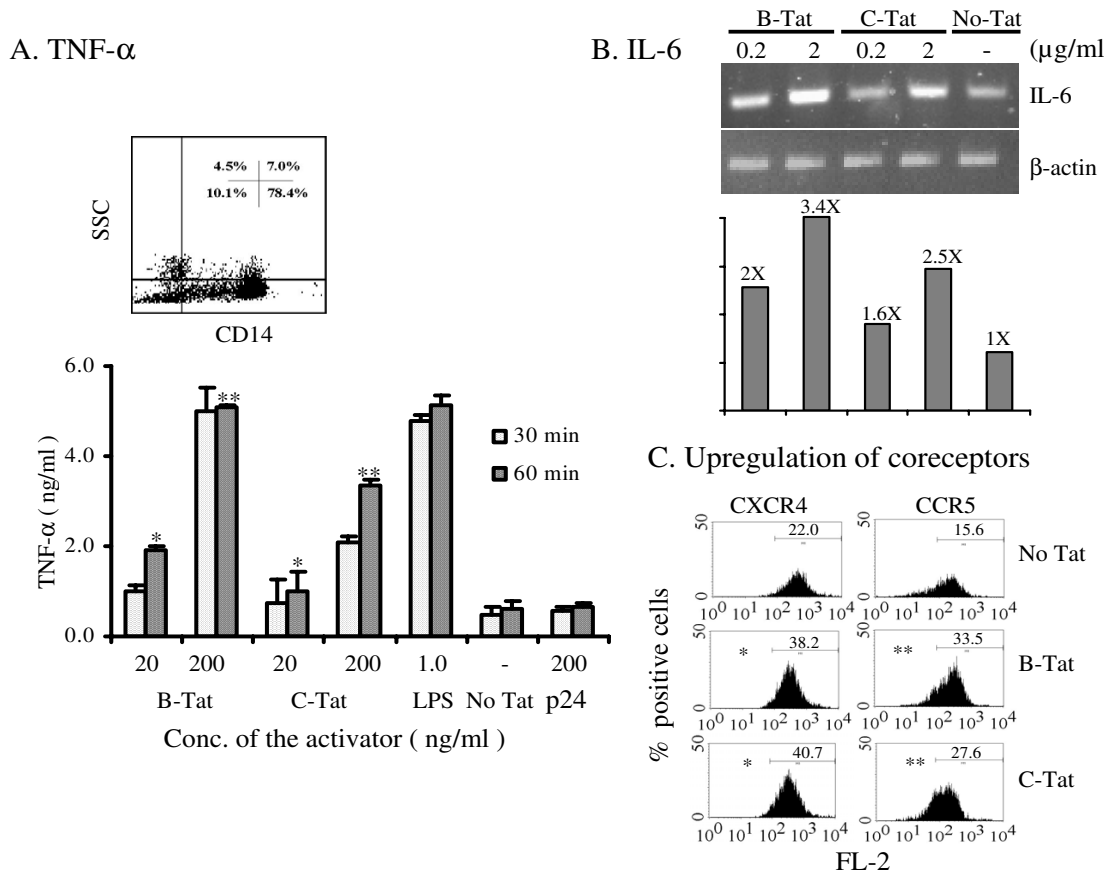 A. TNF-α
4.5% 7.0%
10.1% 78.4%
SSC
CD14
6.0
4.0
2.0
0.0
TNF-α ( ng/ml )
* ** * **
30 min
60 min
20 200 20 200 1.0 - 200
B-Tat C-Tat LPS No Tat p24
Conc. of the activator ( ng/ml )
B. IL-6
B-Tat C-Tat No-Tat
0.2 2 0.2 2 - (µg/ml
IL-6
β-actin
2X 3.4X 1.6X 2.5X 1X
C. Upregulation of coreceptors
CXCR4 CCR5
50 22.0 15.6 No Tat
0
10⁰ 10¹ 10² 10³ 10⁴ 10⁰ 10¹ 10² 10³ 10⁴
50 * 38.2 50 ** 33.5 B-Tat
0 0
10⁰ 10¹ 10² 10³ 10⁴ 10⁰ 10¹ 10² 10³ 10⁴
50 * 40.7 50 ** 27.6 C-Tat
0 0
10⁰ 10¹ 10² 10³ 10⁴ 10⁰ 10¹ 10² 10³ 10⁴
% positive cells
FL-2